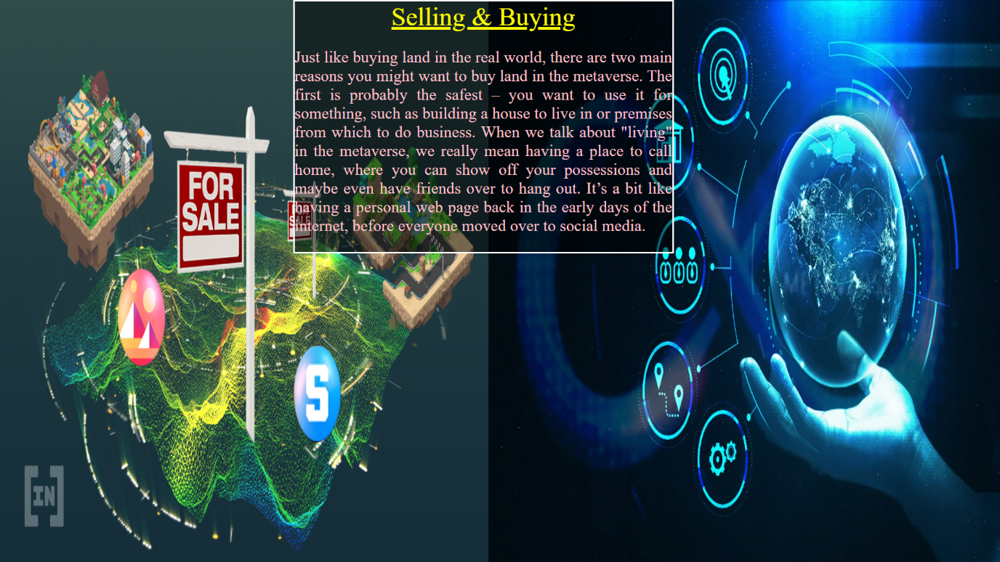 Selling & Buying
Just like buying land in the real world, there are two main
reasons you might want to buy land in the metaverse. The
first is probably the safest – you want to use it for
something, such as building a house to live in or premises
from which to do business. When we talk about "living"
in the metaverse, we really mean having a place to call
home, where you can show off your possessions and
maybe even have friends over to hang out. It’s a bit like
having a personal web page back in the early days of the
internet, before everyone moved over to social media.
FOR
SALE
SALE
S
IN